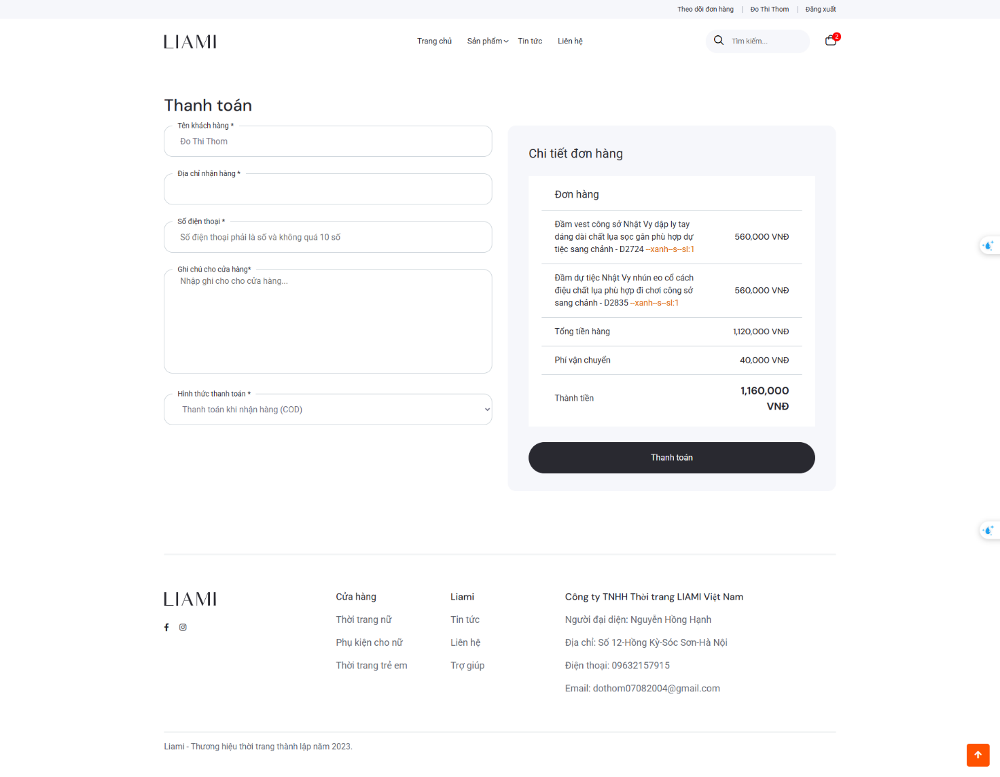 Theo dõi đơn hàng | Đo Thi Thom | Đăng xuất
LIAMI
Trang chủ Sản phẩm Tin tức Liên hệ
Tìm kiếm...
2
Thanh toán
Tên khách hàng *
Đo Thi Thom
Địa chỉ nhận hàng *
Số điện thoại *
Số điện thoại phải là số và không quá 10 số
Ghi chú cho cửa hàng*
Nhập ghi cho cho cửa hàng...
Hình thức thanh toán *
Thanh toán khi nhận hàng (COD)
Chi tiết đơn hàng
Đơn hàng
Đầm vest công sở Nhật Vy dập ly tay
dáng dài chất lụa sọc gân phù hợp dự
tiệc sang chảnh - D2724 --xanh--s--sl:1
560,000 VNĐ
Đầm dự tiệc Nhật Vy nhún eo cổ cách
điệu chất lụa phù hợp đi chơi công sở
sang chảnh - D2835 --xanh--s--sl:1
560,000 VNĐ
Tổng tiền hàng 1,120,000 VNĐ
Phí vận chuyển 40,000 VNĐ
Thành tiền
1,160,000
VNĐ
Thanh toán
LIAMI
Cửa hàng
Thời trang nữ
Phụ kiện cho nữ
Thời trang trẻ em
Liami
Tin tức
Liên hệ
Trợ giúp
Công ty TNHH Thời trang LIAMI Việt Nam
Người đại diện: Nguyễn Hồng Hạnh
Địa chỉ: Số 12-Hồng Kỳ-Sóc Sơn-Hà Nội
Điện thoại: 09632157915
Email: dothom07082004@gmail.com
Liami - Thương hiệu thời trang thành lập năm 2023.